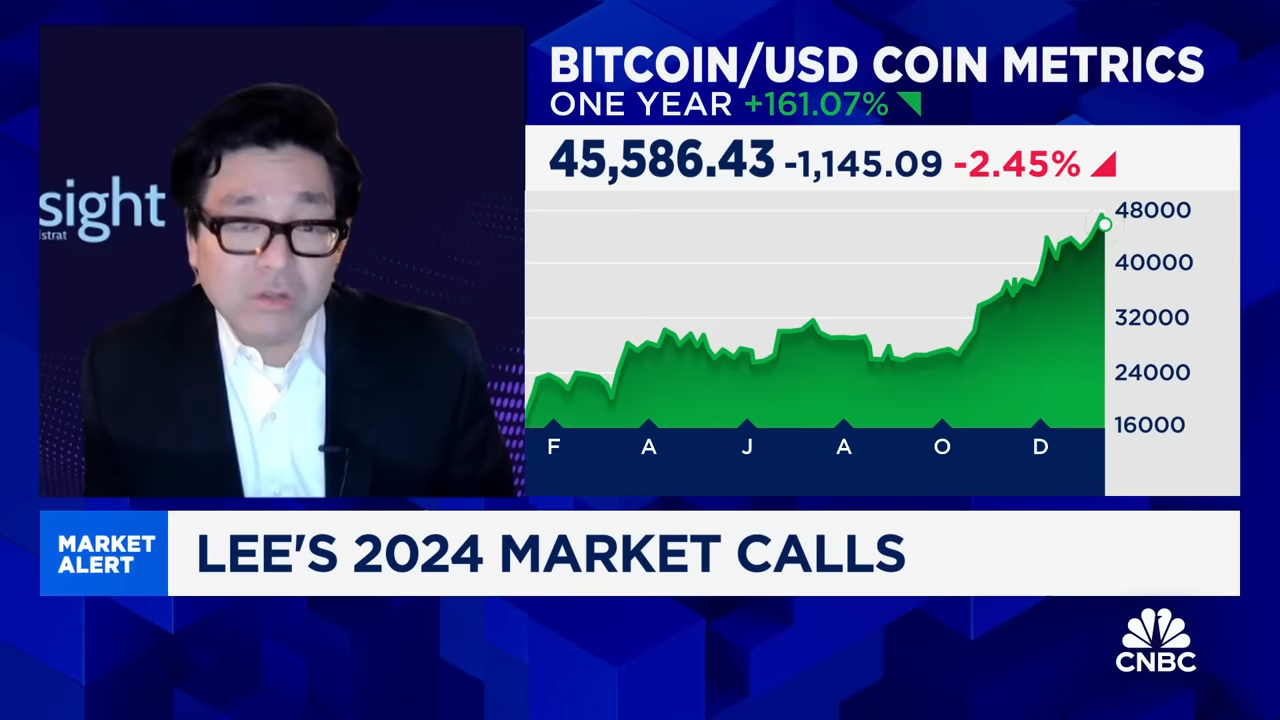 sight
lstrat
BITCOIN/USD COIN METRICS
ONE YEAR +161.07%
45,586.43 -1,145.09 -2.45%
48000
40000
32000
24000
16000
F A J A O D
MARKET
ALERT
LEE'S 2024 MARKET CALLS
CNBC